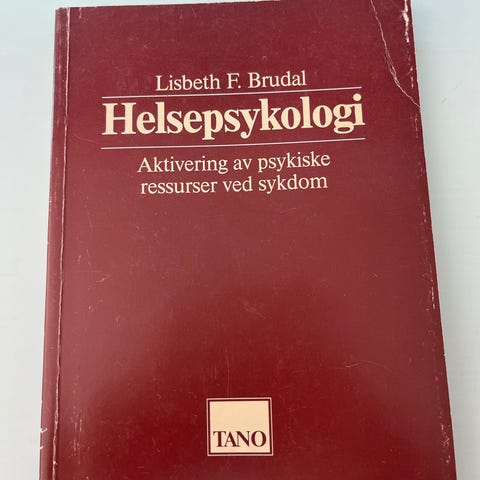 Lisbeth F. Brudal
Helsepsykologi
Aktivering av psykiske
ressurser ved sykdom
TANO